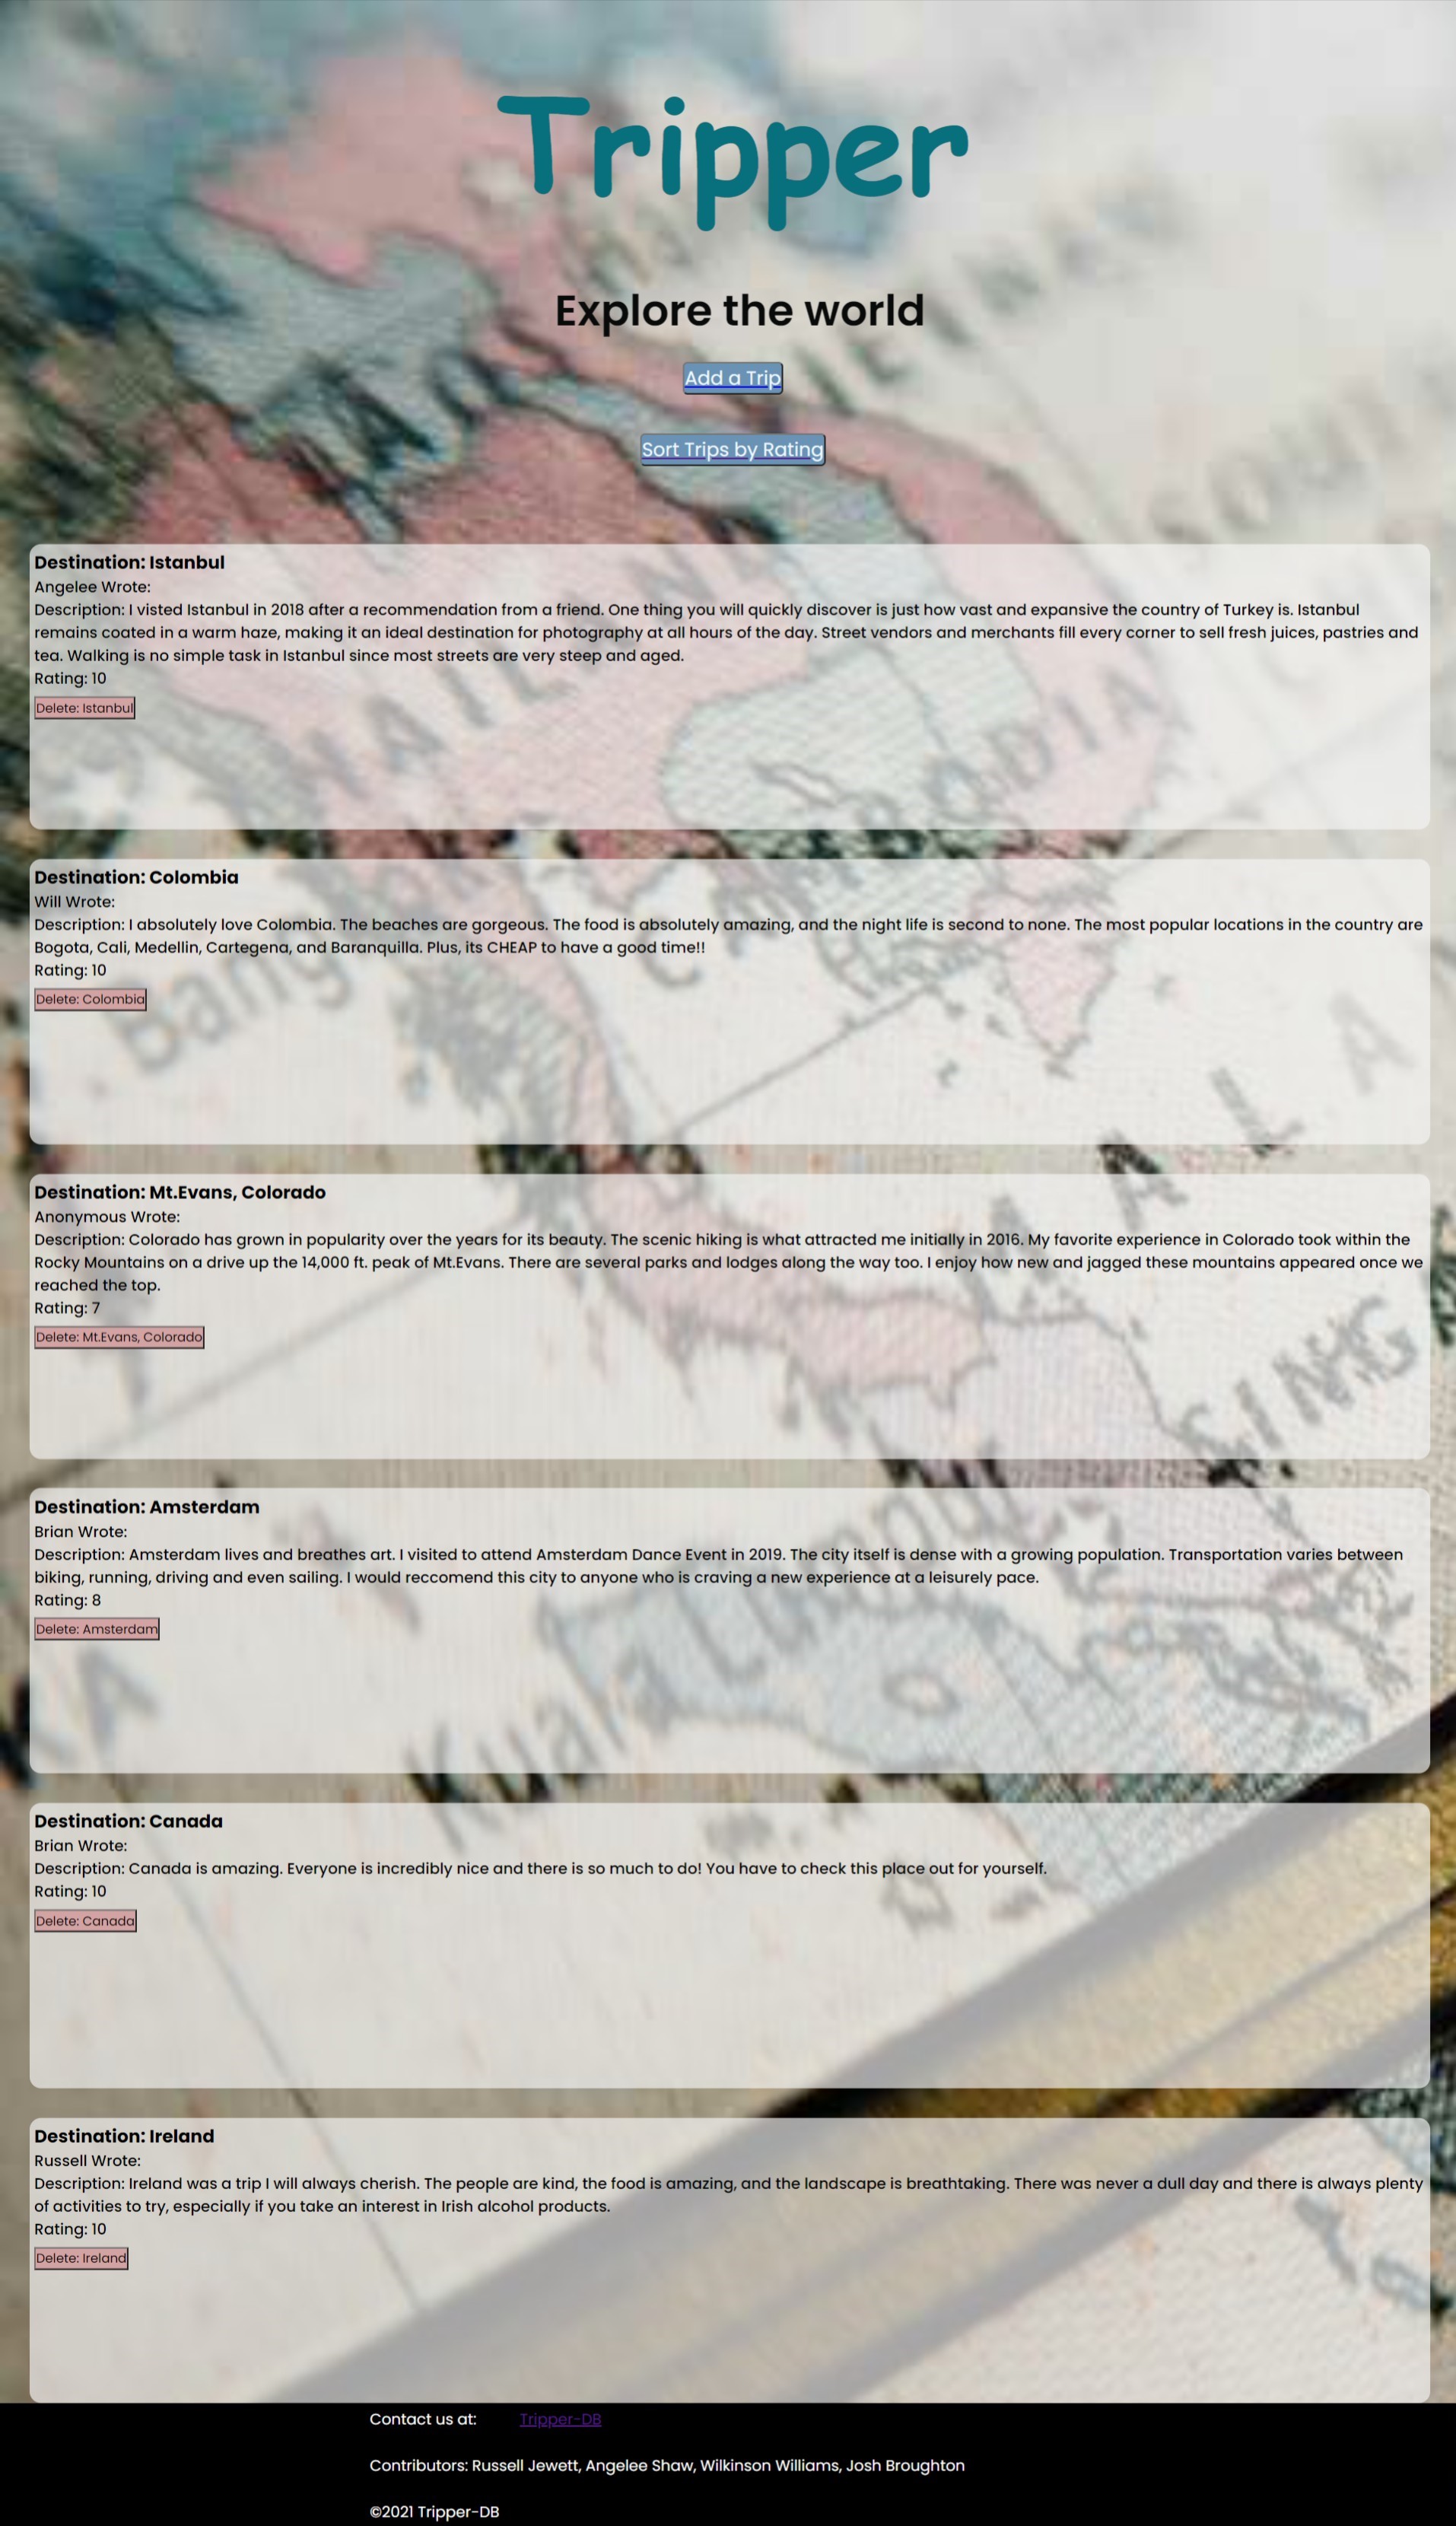 Tripper
Explore the world
Add a Trip
Sort Trips by Rating
Destination: Istanbul
Angelee Wrote:
Description: I visted Istanbul in 2018 after a recommendation from a friend. One thing you will quickly discover is just how vast and expansive the country of Turkey is. Istanbul
remains coated in a warm haze, making it an ideal destination for photography at all hours of the day. Street vendors and merchants fill every corner to sell fresh juices, pastries and
tea. Walking is no simple task in Istanbul since most streets are very steep and aged.
Rating: 10
Delete: Istanbul
Destination: Colombia
Will Wrote:
Description: I absolutely love Colombia. The beaches are gorgeous. The food is absolutely amazing, and the night life is second to none. The most popular locations in the country are
Bogota, Cali, Medellin, Cartegena, and Baranquilla. Plus, its CHEAP to have a good time!!
Rating: 10
Delete: Colombia
Destination: Mt.Evans, Colorado
Anonymous Wrote:
Description: Colorado has grown in popularity over the years for its beauty. The scenic hiking is what attracted me initially in 2016. My favorite experience in Colorado took within the
Rocky Mountains on a drive up the 14,000 ft. peak of Mt.Evans. There are several parks and lodges along the way too. I enjoy how new and jagged these mountains appeared once we
reached the top.
Rating: 7
Delete: Mt.Evans, Colorado
Destination: Amsterdam
Brian Wrote:
Description: Amsterdam lives and breathes art. I visited to attend Amsterdam Dance Event in 2019. The city itself is dense with a growing population. Transportation varies between
biking, running, driving and even sailing. I would reccomend this city to anyone who is craving a new experience at a leisurely pace.
Rating: 8
Delete: Amsterdam
Destination: Canada
Brian Wrote:
Description: Canada is amazing. Everyone is incredibly nice and there is so much to do! You have to check this place out for yourself.
Rating: 10
Delete: Canada
Destination: Ireland
Russell Wrote:
Description: Ireland was a trip I will always cherish. The people are kind, the food is amazing, and the landscape is breathtaking. There was never a dull day and there is always plenty
of activities to try, especially if you take an interest in Irish alcohol products.
Rating: 10
Delete: Ireland
Contact us at: Tripper-DB
Contributors: Russell Jewett, Angelee Shaw, Wilkinson Williams, Josh Broughton
©2021 Tripper-DB